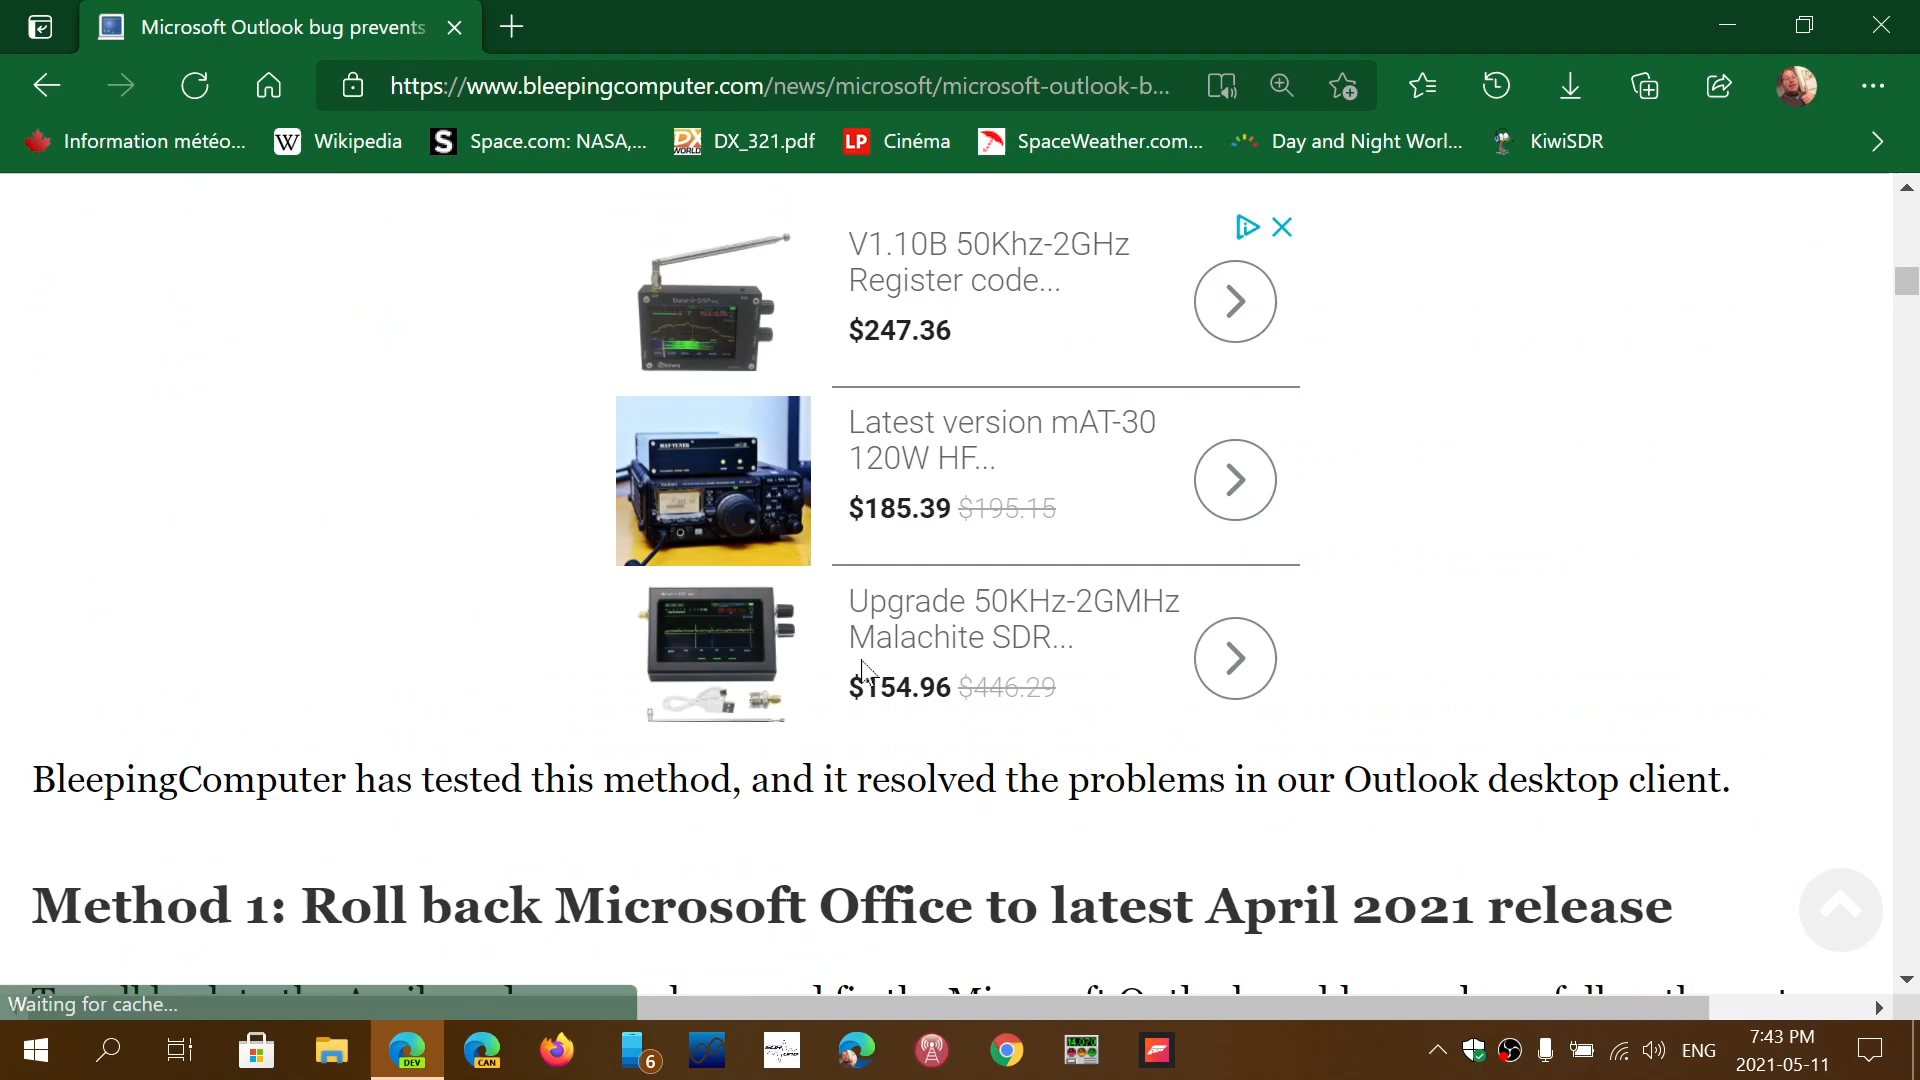 Microsoft Outlook bug prevents
https://www.bleepingcomputer.com/news/microsoft/microsoft-outlook-b...
Information météo... Wikipedia Space.com: NASA,... DX_321.pdf Cinéma SpaceWeather.com... Day and Night Worl... KiwiSDR
V1.10B 50Khz-2GHz
Register code...
$247.36
Latest version mAT-30
120W HF...
$185.39 $195.15
Upgrade 50KHz-2GMHz
Malachite SDR...
$154.96 $446.29
BleepingComputer has tested this method, and it resolved the problems in our Outlook desktop client.
Method 1: Roll back Microsoft Office to latest April 2021 release
Waiting for cache...
DEV CAN 6 ENG
7:43 PM
2021-05-11